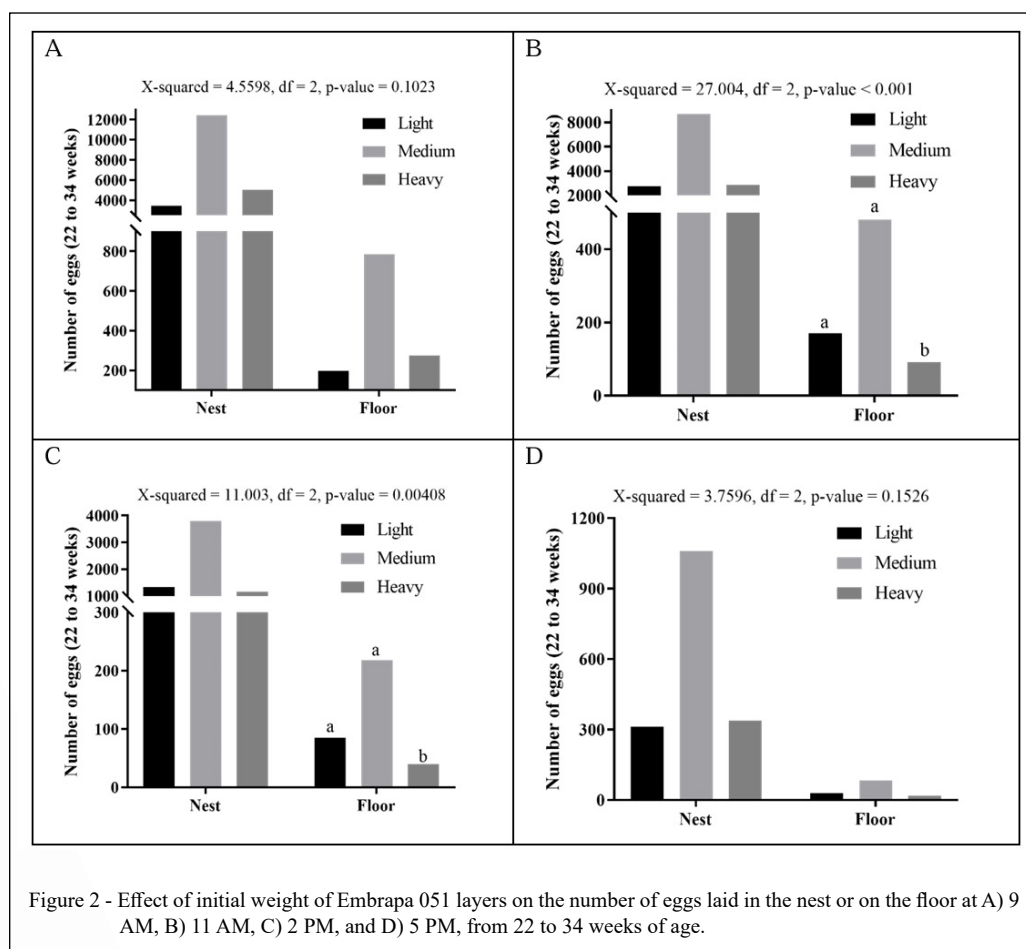 A
X-squared = 4.5598, df = 2, p-value = 0.1023
Number of eggs (22 to 34 weeks)
12000
10000
8000
6000
4000
800
600
400
200
Light
Medium
Heavy
Nest
Floor
B
X-squared = 27.004, df = 2, p-value < 0.001
Number of eggs (22 to 34 weeks)
8000
6000
4000
2000
400
200
0
Light
Medium
Heavy
a
a
b
Nest
Floor
C
X-squared = 11.003, df = 2, p-value = 0.00408
Number of eggs (22 to 34 weeks)
4000
3000
2000
1000
300
200
100
0
Light
Medium
Heavy
a
a
b
Nest
Floor
D
X-squared = 3.7596, df = 2, p-value = 0.1526
Number of eggs (22 to 34 weeks)
1200
900
600
300
0
Light
Medium
Heavy
Nest
Floor
Figure 2 - Effect of initial weight of Embrapa 051 layers on the number of eggs laid in the nest or on the floor at A) 9
AM, B) 11 AM, C) 2 PM, and D) 5 PM, from 22 to 34 weeks of age.